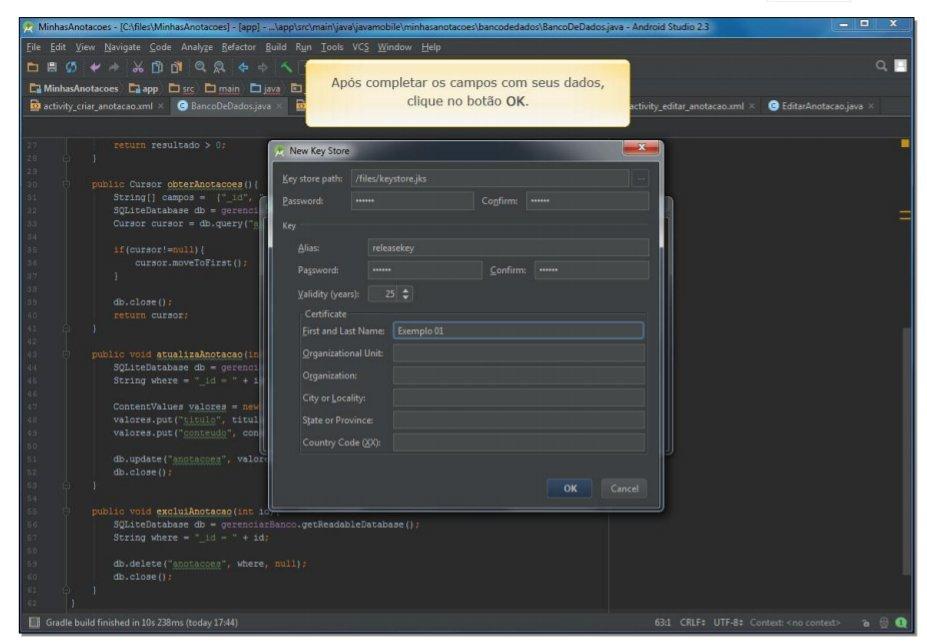 MinhasAnotacoes - [C:\files\MinhasAnotacoes] - [app] - ...\app\src\main\java\javamobile\minhasanotacoes\bancodedados\BancoDeDados.java - Android Studio 2.3
File Edit View Navigate Code Analyze Refactor Build Run Tools VCS Window Help
Após completar os campos com seus dados,
clique no botão OK.
MinhasAnotacoes app src main java
activity_criar_anotacao.xml × BancoDeDados.java × activity_editar_anotacao.xml × EditarAnotacao.java ×
New Key Store
Key store path: /files/keystore.jks ...
Password: •••••• Confirm: ••••••
Key
Alias: releasekey
Password: •••••• Confirm: ••••••
Validity (years): 25
Certificate
First and Last Name: Exemplo 01
Organizational Unit:
Organization:
City or Locality:
State or Province:
Country Code (XX):
OK Cancel
27 return resultado > 0;
28 }
29
30 public Cursor obterAnotacoes(){
31 String[] campos = {"_id", "
32 SQLiteDatabase db = gerenci
33 Cursor cursor = db.query("a
34
35 if(cursor!=null){
36 cursor.moveToFirst();
37 }
38
39 db.close();
40 return cursor;
41 }
42
43 public void atualizaAnotacao(in
44 SQLiteDatabase db = gerenci
45 String where = "_id = " + i
46
47 ContentValues valores = new
48 valores.put("titulo", titul
49 valores.put("conteudo", con
50
51 db.update("anotacoes", valor
52 db.close();
53 }
54
55 public void excluiAnotacao(int id){
56 SQLiteDatabase db = gerenciarBanco.getReadableDatabase();
57 String where = "_id = " + id;
58
59 db.delete("anotacoes", where, null);
60 db.close();
61 }
62 }
Gradle build finished in 10s 238ms (today 17:44) 63:1 CRLF÷ UTF-8÷ Context: <no context>